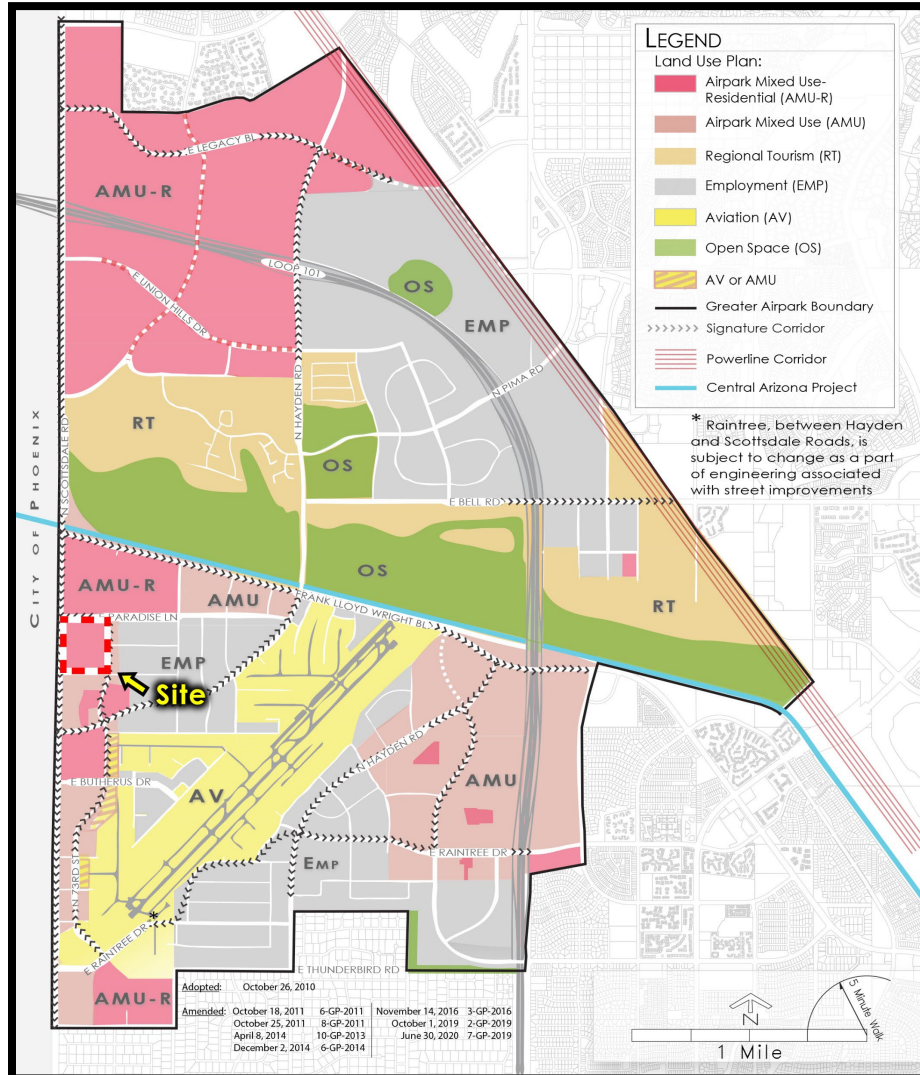 LEGEND
Land Use Plan:
Airpark Mixed Use-
Residential (AMU-R)
Airpark Mixed Use (AMU)
Regional Tourism (RT)
Employment (EMP)
Aviation (AV)
Open Space (OS)
AV or AMU
Greater Airpark Boundary
Signature Corridor
Powerline Corridor
Central Arizona Project
* Raintree, between Hayden
and Scottsdale Roads, is
subject to change as a part
of engineering associated
with street improvements
E LEGACY BL
AMU-R
LOOP 101
OS
E UNION HILLS DR
EMP
N HAYDEN RD
N PIMA RD
RT
OS
N SCOTTSDALE RD
E BELL RD
CITY OF PHOENIX
AMU-R
AMU
OS
FRANK LLOYD WRIGHT BL
RT
E PARADISE LN
EMP
Site
N HAYDEN RD
AMU
E BUTHERUS DR
AV
E RAINTREE DR
EMP
N 73RD ST
*
E RAINTREE DR
E THUNDERBIRD RD
AMU-R
Adopted: October 26, 2010
Amended: October 18, 2011 6-GP-2011 November 14, 2016 3-GP-2016
October 25, 2011 8-GP-2011 October 1, 2019 2-GP-2019
April 8, 2014 10-GP-2013 June 30, 2020 7-GP-2019
December 2, 2014 6-GP-2014
N
5 Minute Walk
1 Mile